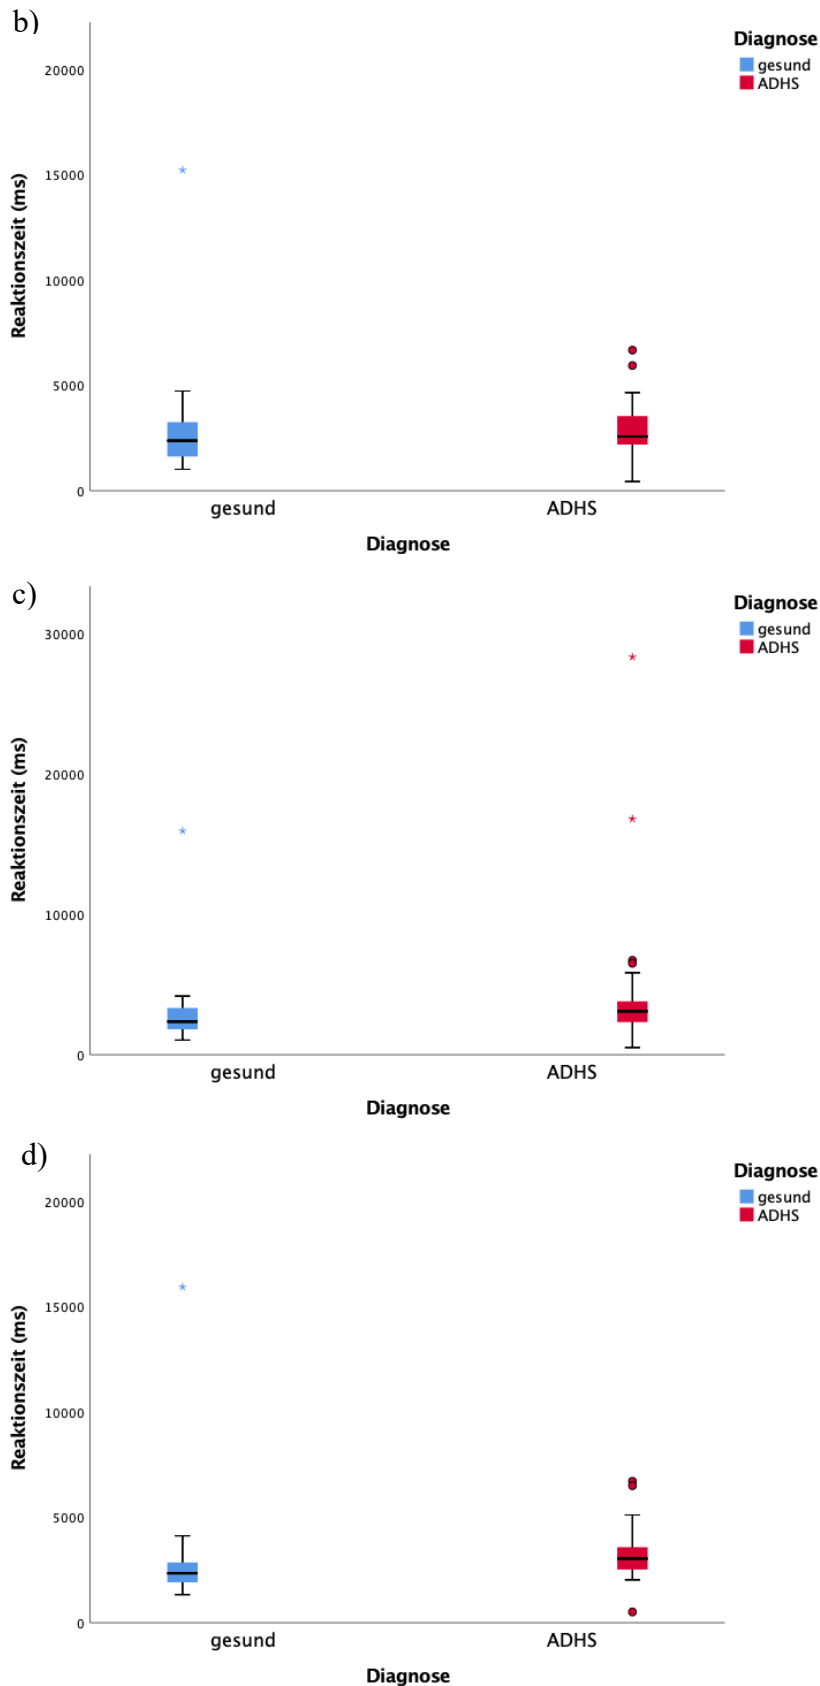 b)
Diagnose
gesund
ADHS
Reaktionszeit (ms)
20000
15000
10000
5000
0
gesund ADHS
Diagnose
c)
Diagnose
gesund
ADHS
Reaktionszeit (ms)
30000
20000
10000
0
gesund ADHS
Diagnose
d)
Diagnose
gesund
ADHS
Reaktionszeit (ms)
20000
15000
10000
5000
0
gesund ADHS
Diagnose